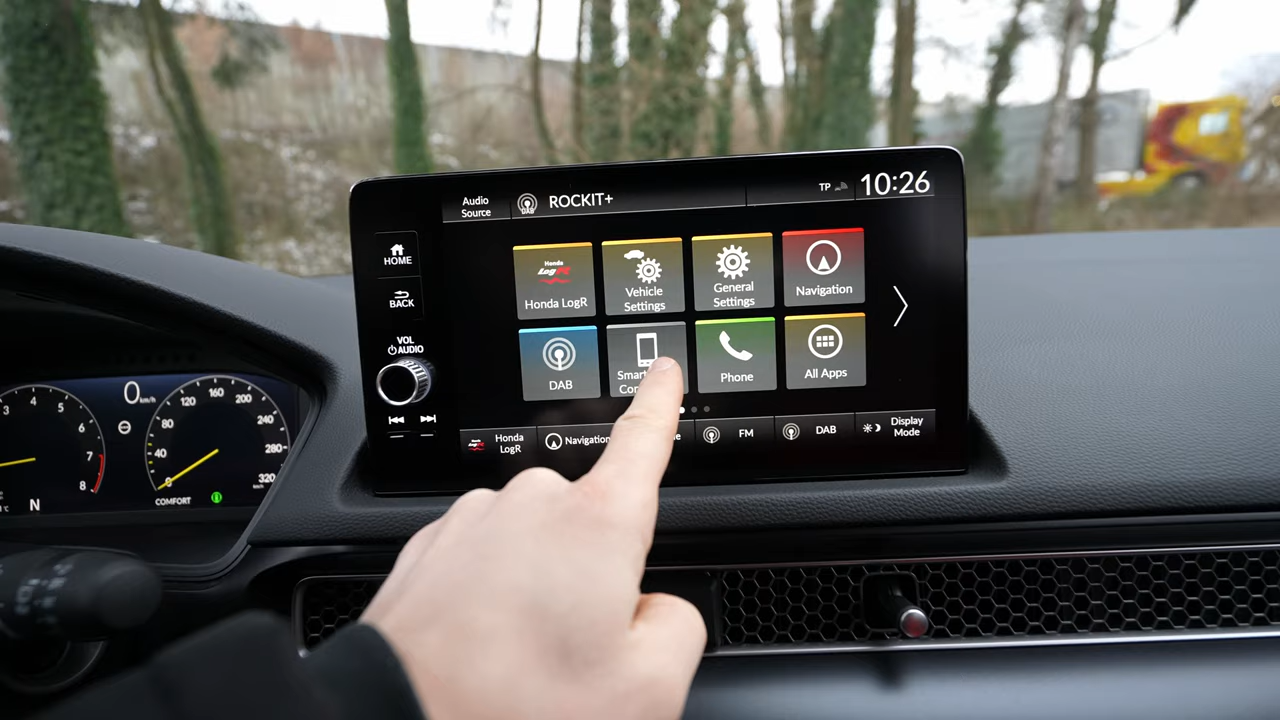 Audio
Source
DAB
ROCKIT+
TP
10:26
HOME
BACK
VOL
AUDIO
Honda
LogR
Honda LogR
Vehicle
Settings
General
Settings
Navigation
DAB
Phone
All Apps
Honda
LogR
Navigation
FM
DAB
Display
Mode
3
4
5
6
7
8
N
0 km/h
40
80
120
160
200
240
280
320
km/h
COMFORT